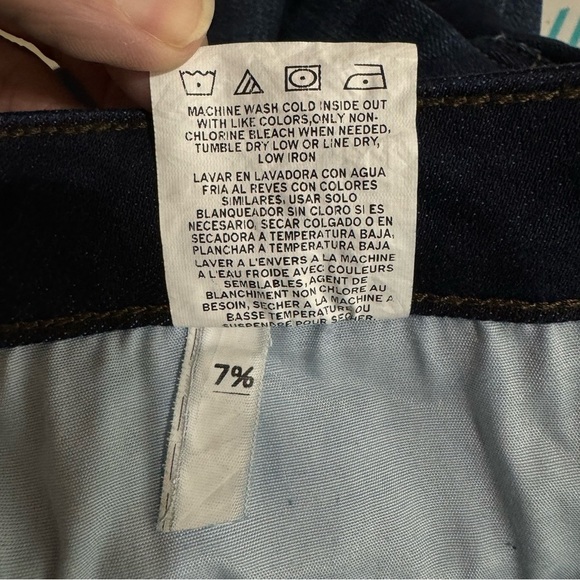 MACHINE WASH COLD INSIDE OUT
WITH LIKE COLORS,ONLY NON-
CHLORINE BLEACH WHEN NEEDED,
TUMBLE DRY LOW OR LINE DRY,
LOW IRON
LAVAR EN LAVADORA CON AGUA
FRIA AL REVES CON COLORES
SIMILARES, USAR SOLO
BLANQUEADOR SIN CLORO SI ES
NECESARIO, SECAR COLGADO O EN
SECADORA A TEMPERATURA BAJA,
PLANCHAR A TEMPERATURA BAJA
LAVER A L'ENVERS A LA MACHINE
A L'EAU FROIDE AVEC COULEURS
SEMBLABLES, AGENT DE
BLANCHIMENT NON CHLORE AU
BESOIN, SECHER A LA MACHINE A
BASSE TEMPERATURE OU
SUSPENDRE POUR SECHER,
7%